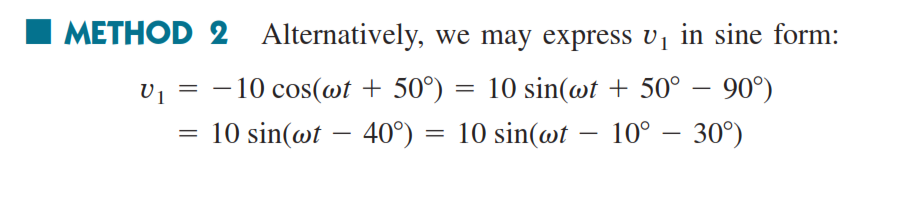 METHOD 2 Alternatively, we may express v₁ in sine form:
v₁ = −10 cos(ωt + 50°) = 10 sin(ωt + 50° − 90°)
= 10 sin(ωt − 40°) = 10 sin(ωt − 10° − 30°)